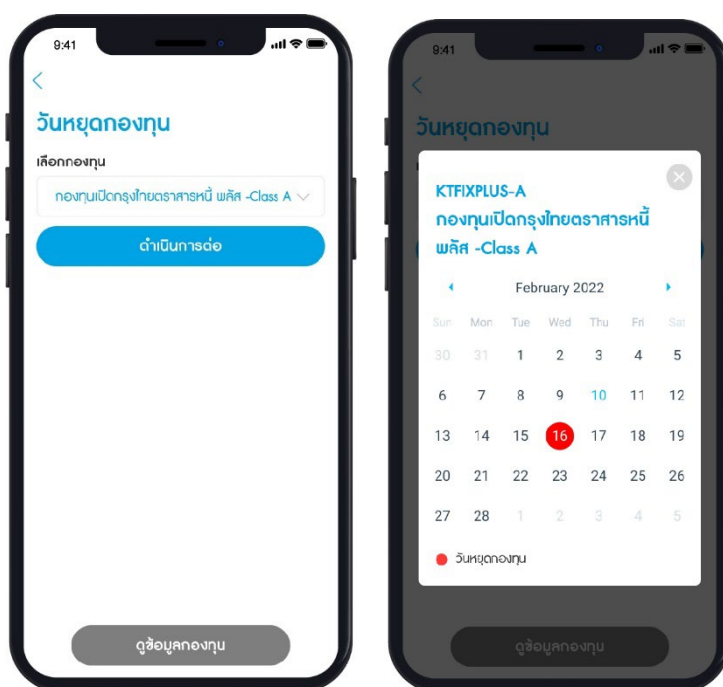 9:41
วันหยุดกองทุน
เลือกกองทุน
กองทุนเปิดกรุงไทยตราสารหนี้ พลัส -Class A
ดำเนินการต่อ
ดูข้อมูลกองทุน
9:41
วันหยุดกองทุน
KTFIXPLUS-A
กองทุนเปิดกรุงไทยตราสารหนี้
พลัส -Class A
February 2022
Sun Mon Tue Wed Thu Fri Sat
30 31 1 2 3 4 5
6 7 8 9 10 11 12
13 14 15 16 17 18 19
20 21 22 23 24 25 26
27 28 1 2 3 4 5
วันหยุดกองทุน
ดูข้อมูลกองทุน